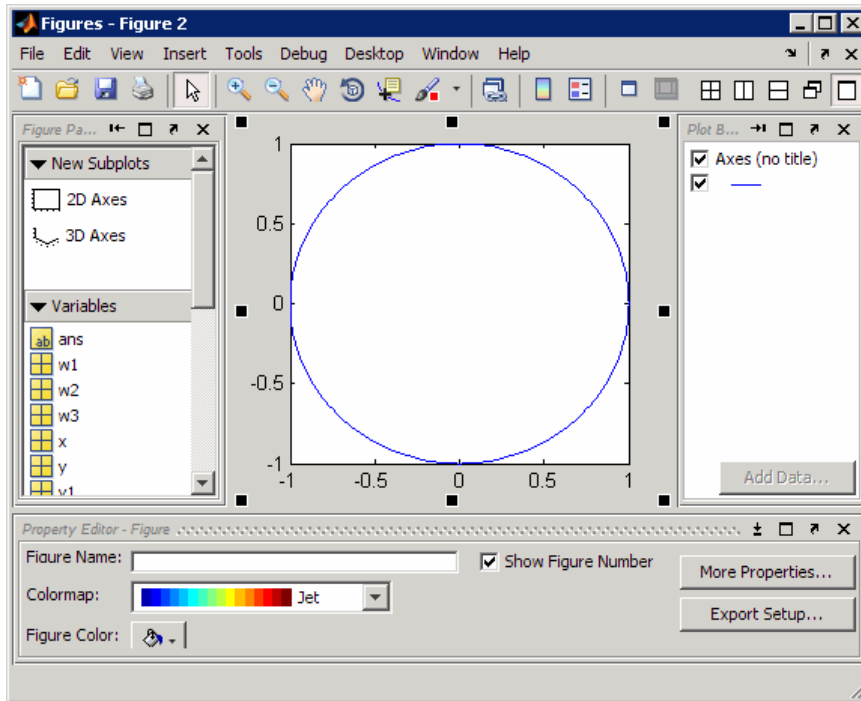 Figures - Figure 2
File Edit View Insert Tools Debug Desktop Window Help
Figure Pa...
New Subplots
2D Axes
3D Axes
Variables
ab ans
w1
w2
w3
x
y
y1
1
0.5
0
-0.5
-1
-1 -0.5 0 0.5 1
Plot B...
Axes (no title)
Add Data...
Property Editor - Figure
Figure Name:
Show Figure Number
More Properties...
Colormap:
Jet
Export Setup...
Figure Color: